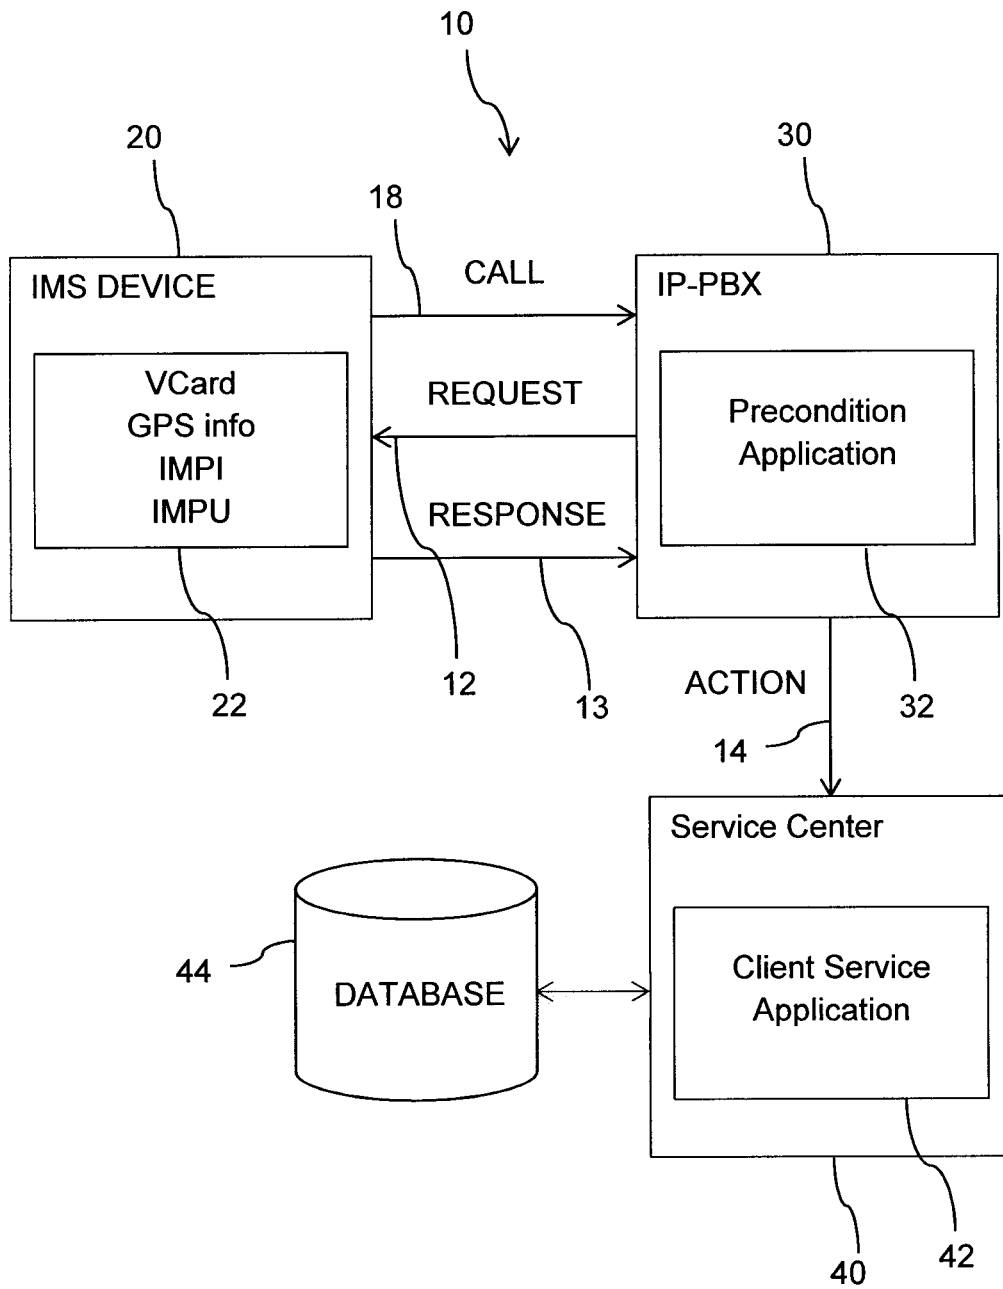 10
20
30
18
IMS DEVICE
CALL
IP-PBX
VCard
GPS info
IMPI
IMPU
REQUEST
Precondition
Application
RESPONSE
22
12
13
ACTION
32
14
Service Center
44
DATABASE
Client Service
Application
42
40